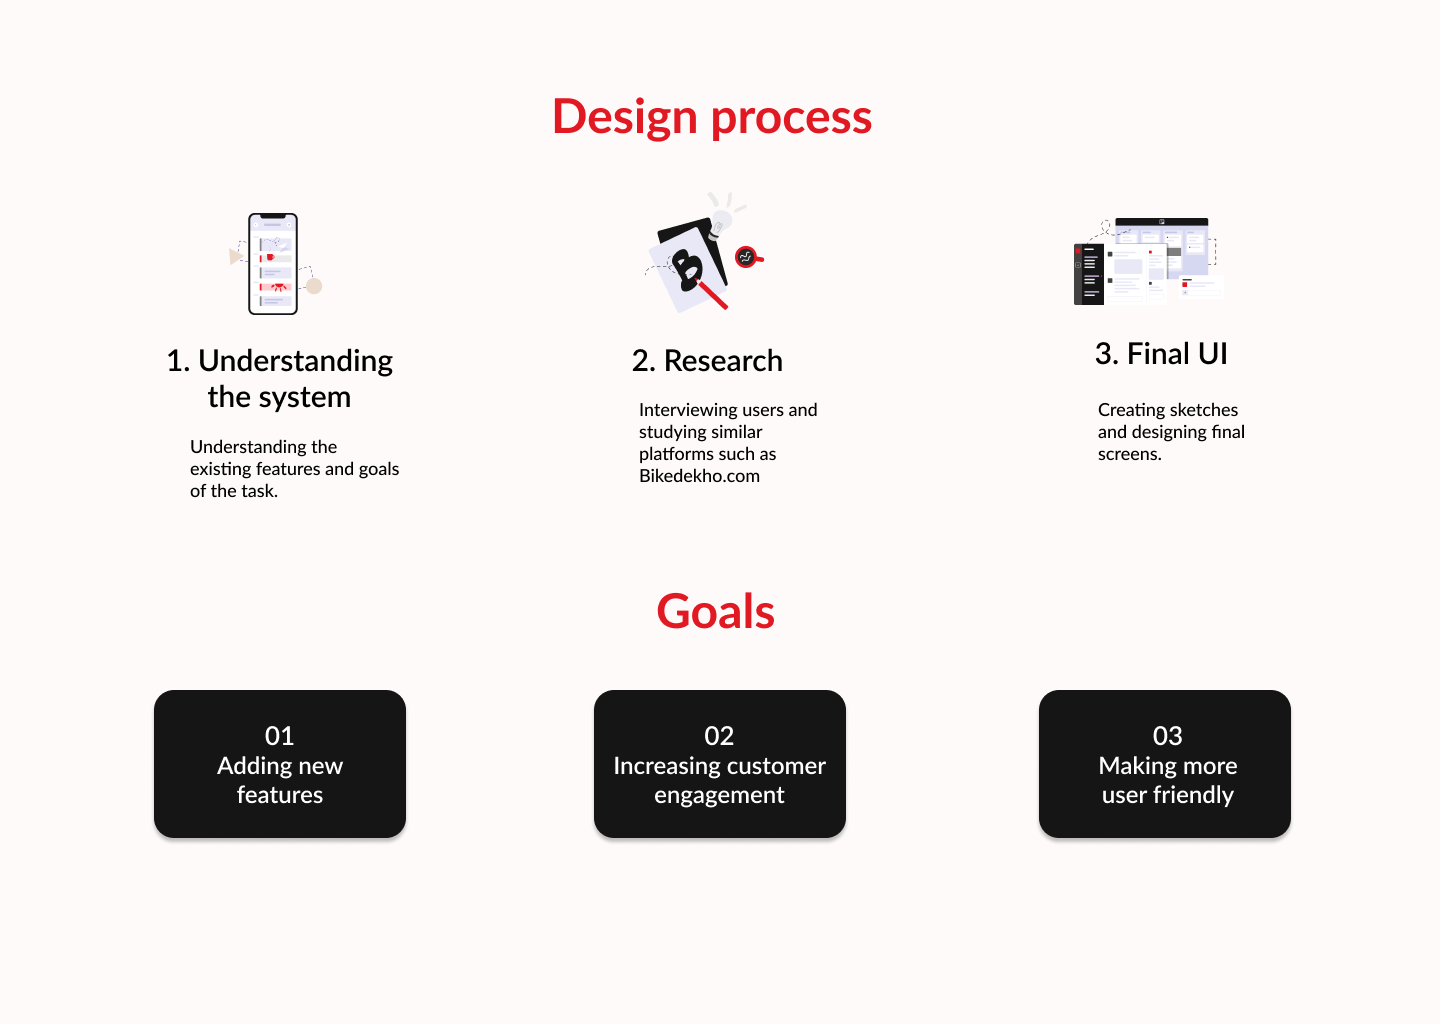 Design process
1. Understanding
the system
Understanding the
existing features and goals
of the task.
2. Research
Interviewing users and
studying similar
platforms such as
Bikedekho.com
3. Final UI
Creating sketches
and designing final
screens.
Goals
01
Adding new
features
02
Increasing customer
engagement
03
Making more
user friendly